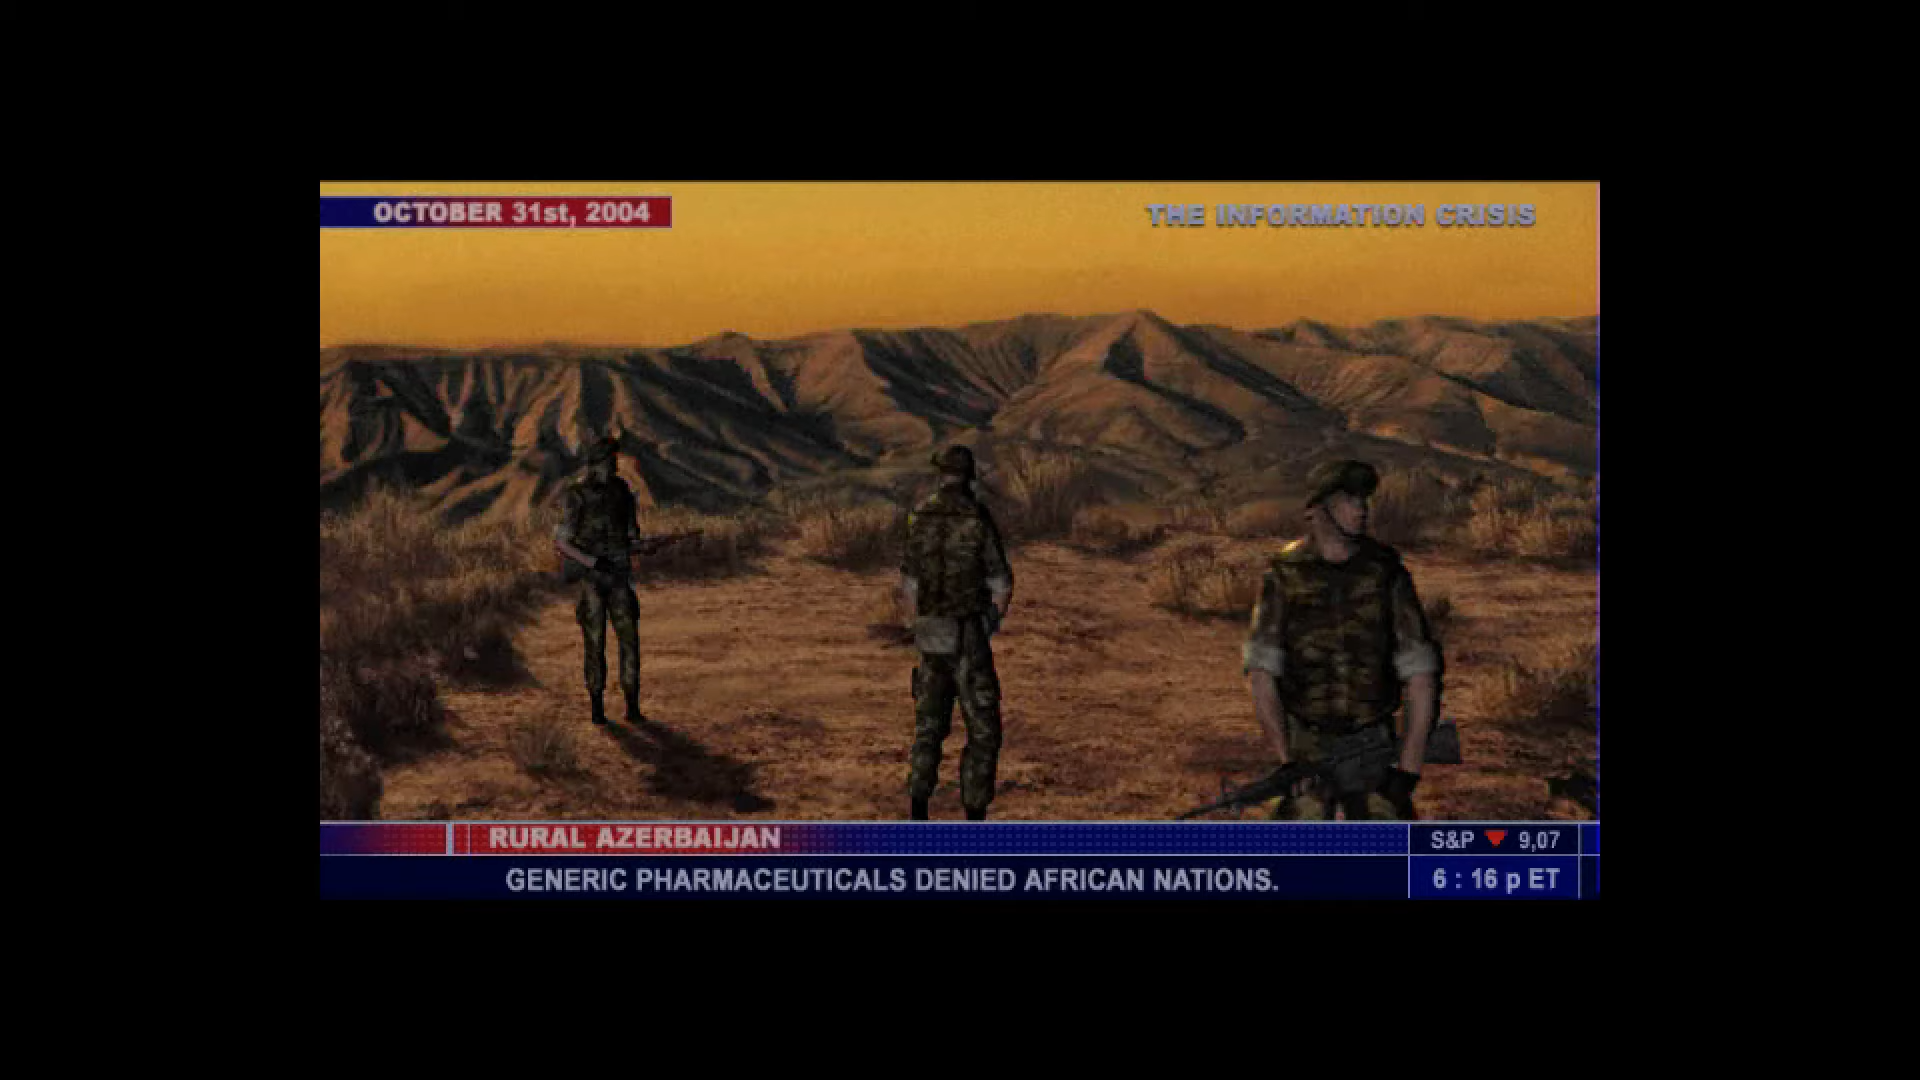 OCTOBER 31st, 2004
THE INFORMATION CRISIS
RURAL AZERBAIJAN
S&P 9,07
GENERIC PHARMACEUTICALS DENIED AFRICAN NATIONS.
6 : 16 p ET